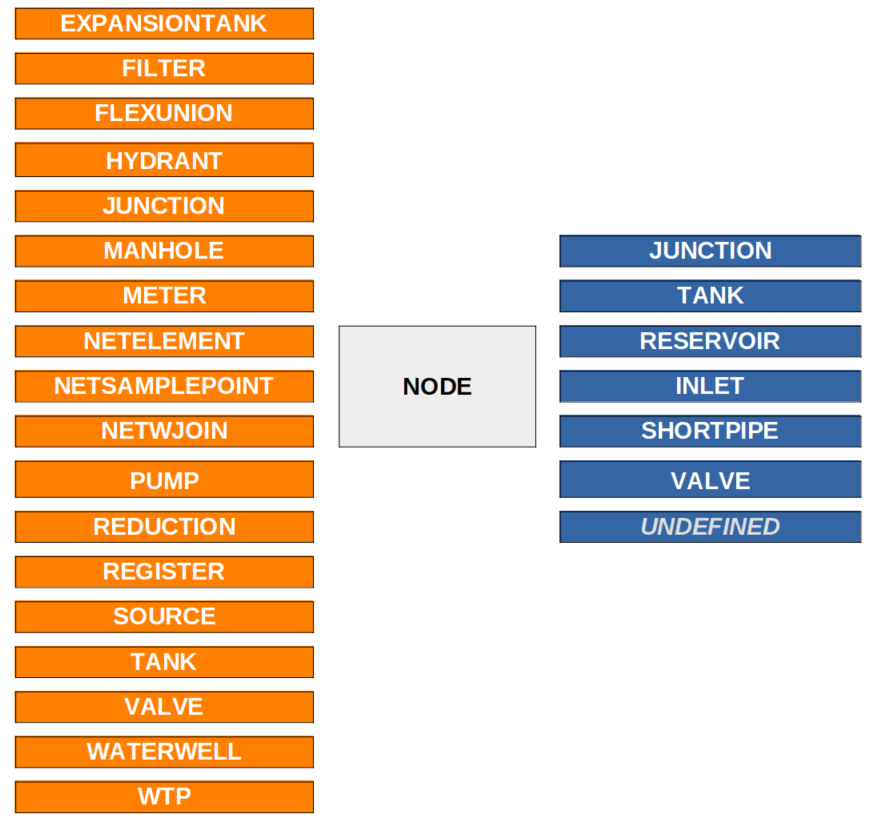 EXPANSIONTANK
FILTER
FLEXUNION
HYDRANT
JUNCTION
MANHOLE
METER
NETELEMENT
NETSAMPLEPOINT
NETWJOIN
PUMP
REDUCTION
REGISTER
SOURCE
TANK
VALVE
WATERWELL
WTP
NODE
JUNCTION
TANK
RESERVOIR
INLET
SHORTPIPE
VALVE
UNDEFINED